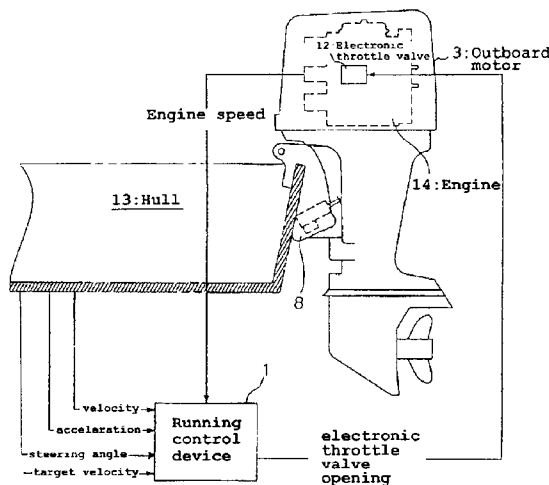 12:Electronic
throttle valve
3:Outboard
motor
Engine speed
14:Engine
13:Hull
8
1
velocity
accelaration
steering angle
target velocity
Running
control
device
electronic
throttle
valve
opening